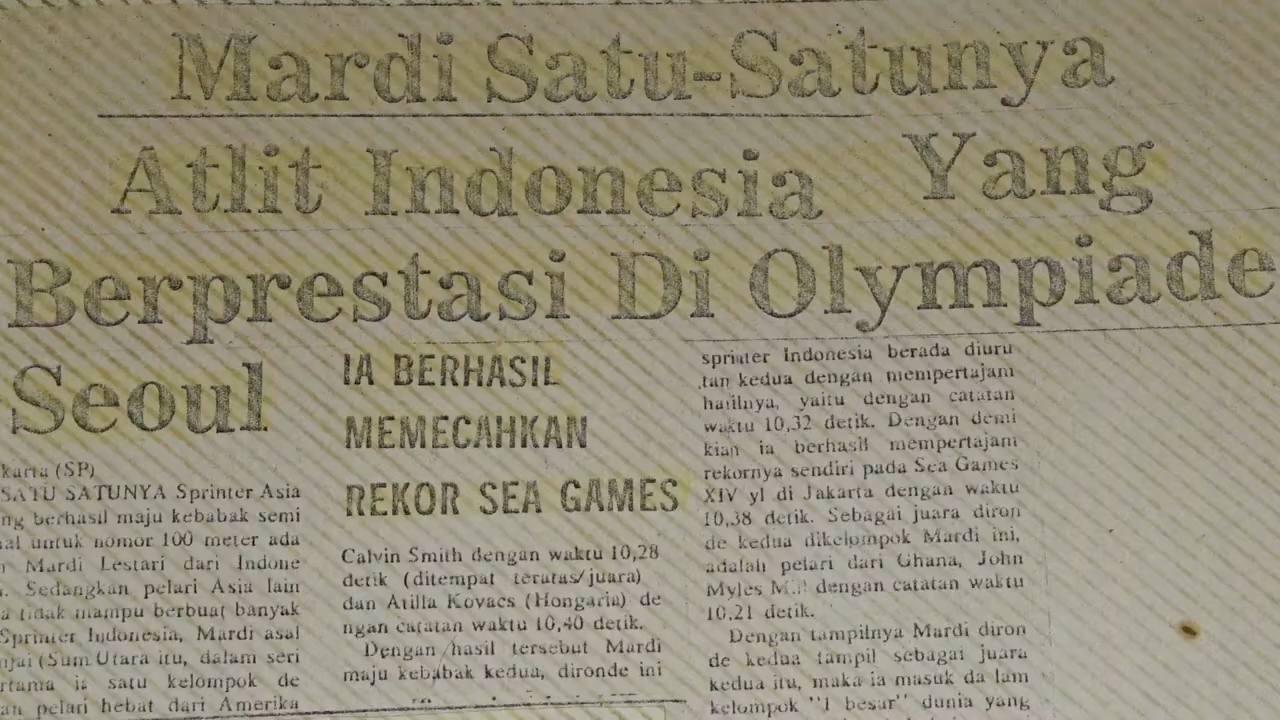 Mardi Satu-Satunya
Atlit Indonesia Yang
Berprestasi Di Olympiade
Seoul
IA BERHASIL
MEMECAHKAN
REKOR SEA GAMES
karta (SP)
SATU SATUNYA Sprinter Asia
ng berhasil maju kebabak semi
nal untuk nomor 100 meter ada
Mardi Lestari dari Indone
Sedangkan pelari Asia lain
a tidak mampu berbuat banyak
Sprinter Indonesia, Mardi asal
njai (Sum.Utara itu, dalam seri
rtama ia satu kelompok de
an pelari hebat dari Amerika
Calvin Smith dengan waktu 10,28
detik (ditempat teratas/juara)
dan Atilla Kovacs (Hongaria) de
ngan catatan waktu 10,40 detik.
Dengan hasil tersebut Mardi
maju kebabak kedua, dironde ini
sprinter Indonesia berada diuru
tan kedua dengan mempertajam
hasilnya, yaitu dengan catatan
waktu 10,32 detik. Dengan demi
kian ia berhasil mempertajam
rekornya sendiri pada Sea Games
XIV yl di Jakarta dengan waktu
10,38 detik. Sebagai juara diron
de kedua dikelompok Mardi ini,
adalah pelari dari Ghana, John
Myles dengan catatan waktu
10,21 detik.
Dengan tampilnya Mardi diron
de kedua tampil sebagai juara
kedua itu, maka ia masuk da lam
kelompok "1 besar" dunia yang